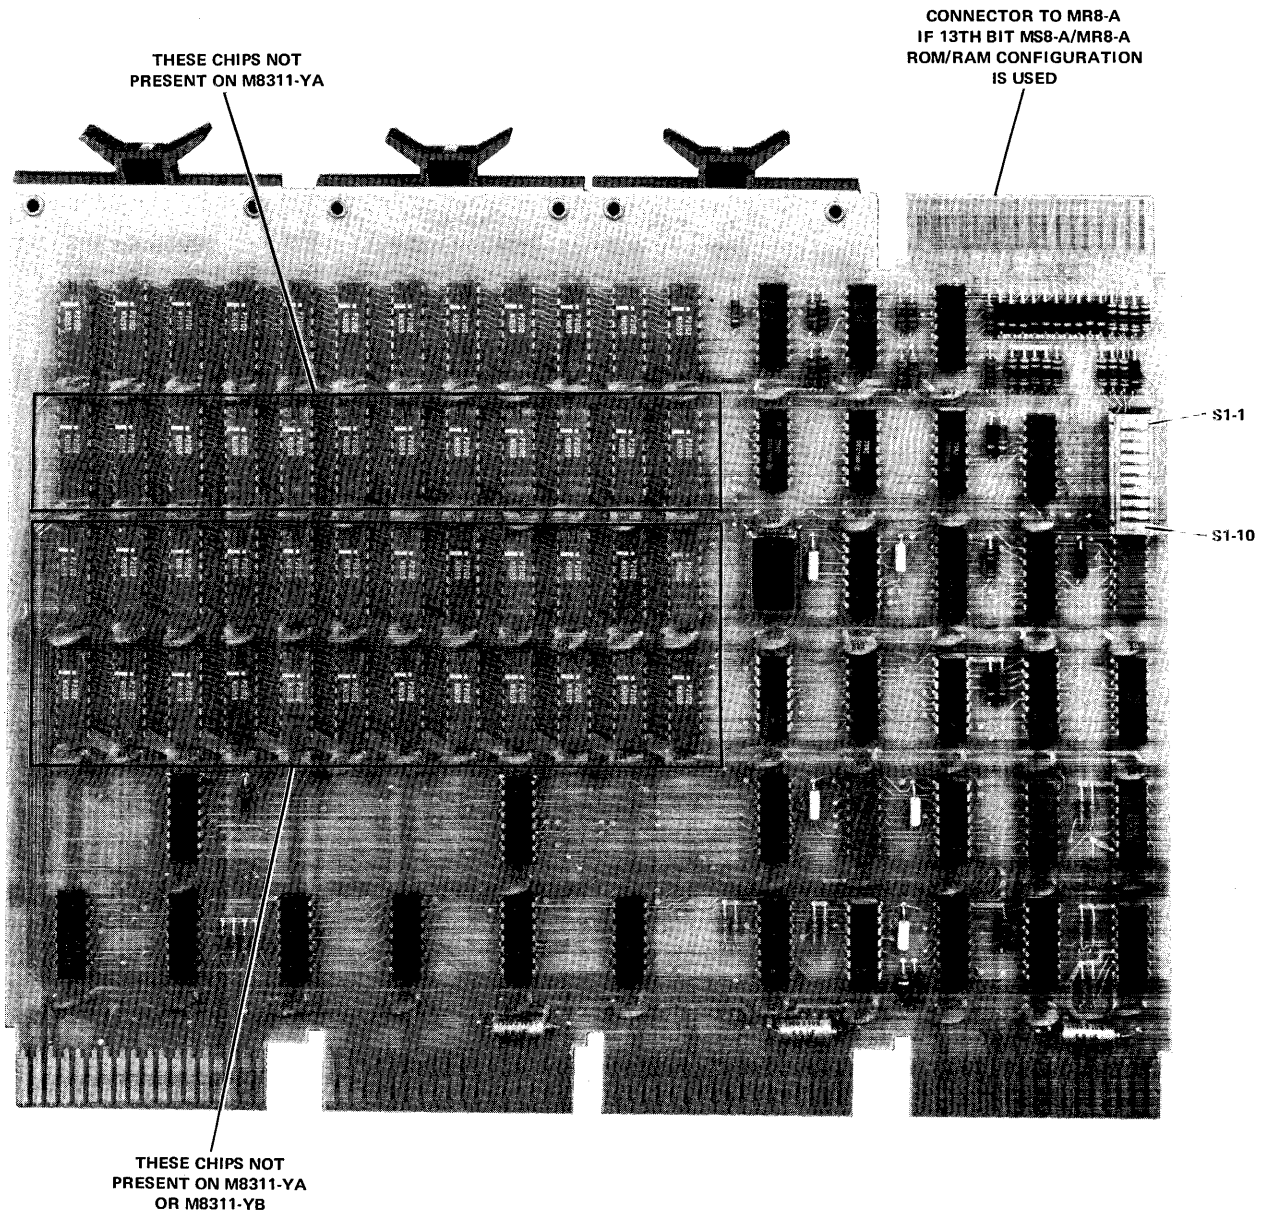 CONNECTOR TO MR8-A
IF 13TH BIT MS8-A/MR8-A
ROM/RAM CONFIGURATION
IS USED
THESE CHIPS NOT
PRESENT ON M8311-YA
S1-1
S1-10
THESE CHIPS NOT
PRESENT ON M8311-YA
OR M8311-YB